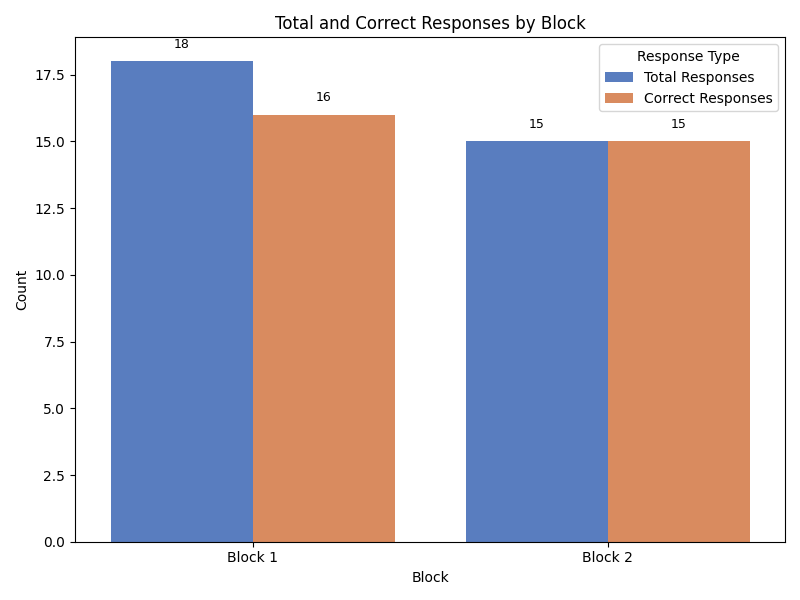 Total and Correct Responses by Block
Response Type
Total Responses
Correct Responses
18
16
15
15
17.5
15.0
12.5
10.0
7.5
5.0
2.5
0.0
Count
Block 1
Block 2
Block